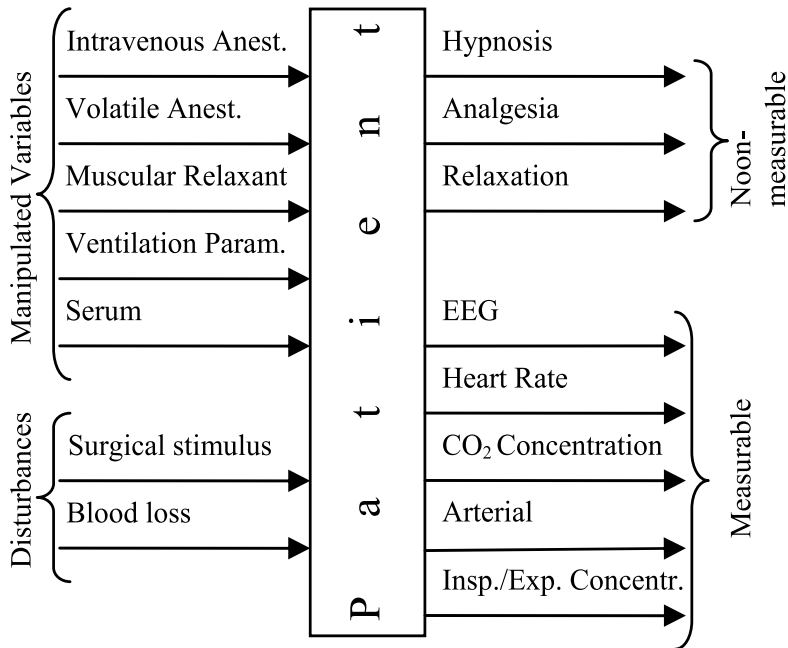 Manipulated Variables
Intravenous Anest.
Volatile Anest.
Muscular Relaxant
Ventilation Param.
Serum
Disturbances
Surgical stimulus
Blood loss
Patient
Hypnosis
Analgesia
Relaxation
Noon-
measurable
EEG
Heart Rate
CO₂ Concentration
Arterial
Insp./Exp. Concentr.
Measurable